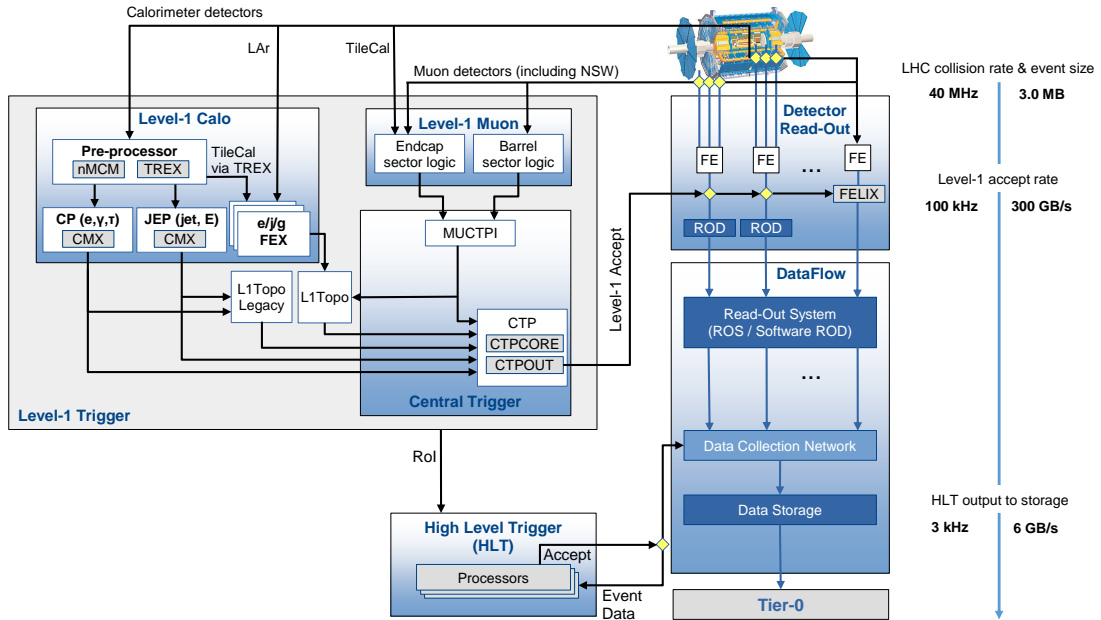 Calorimeter detectors
LAr
TileCal
Muon detectors (including NSW)
LHC collision rate & event size
40 MHz
3.0 MB
Level-1 Calo
Level-1 Muon
Detector
Read-Out
Pre-processor
nMCM
TREX
TileCal
via TREX
Endcap
sector logic
Barrel
sector logic
FE
FE
FE
...
Level-1 accept rate
100 kHz
300 GB/s
CP (e,γ,τ)
CMX
JEP (jet, E)
CMX
e/j/g
FEX
MUCTPI
FELIX
ROD
ROD
Level-1 Accept
L1Topo
Legacy
L1Topo
DataFlow
CTP
CTPCORE
CTPOUT
Read-Out System
(ROS / Software ROD)
...
Central Trigger
Level-1 Trigger
RoI
Data Collection Network
HLT output to storage
3 kHz
6 GB/s
Data Storage
High Level Trigger
(HLT)
Accept
Processors
Event
Data
Tier-0